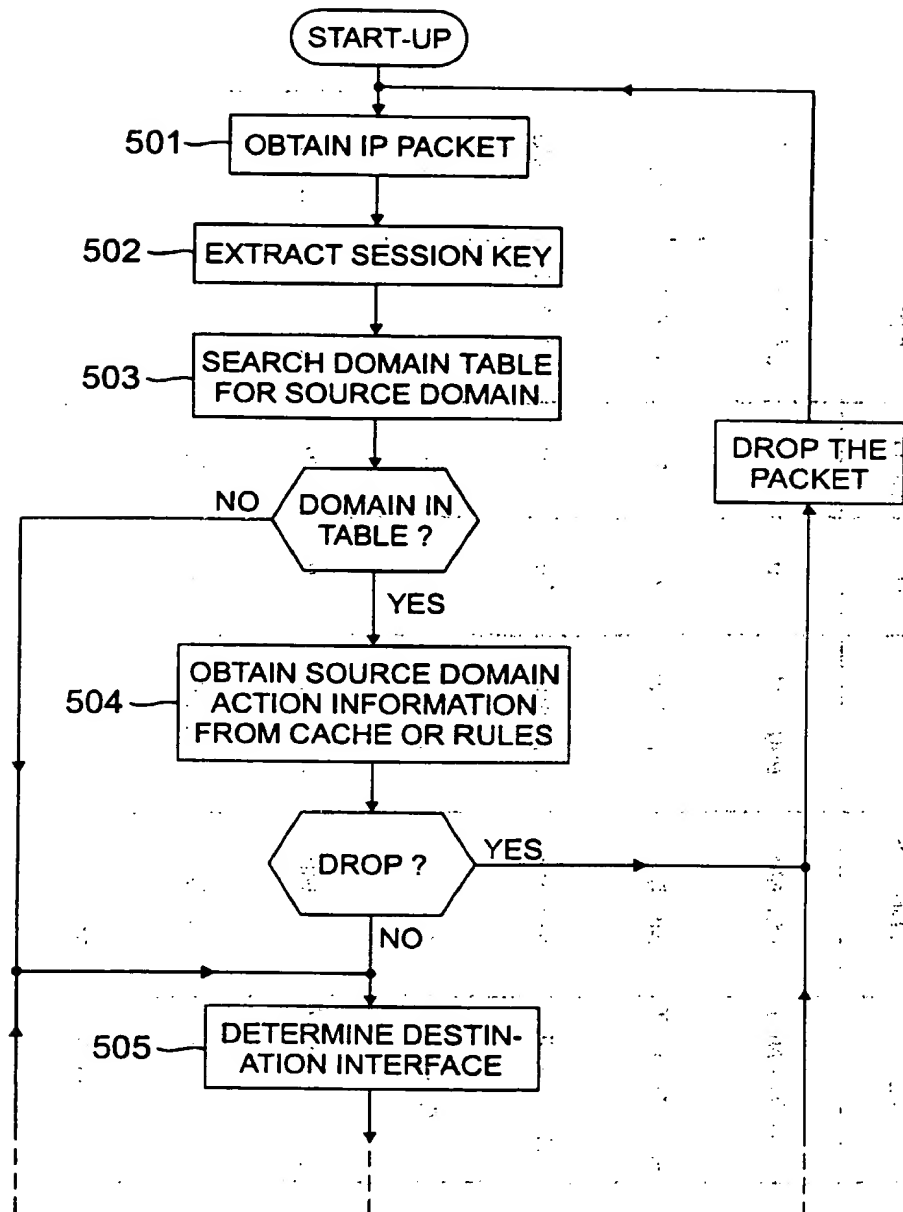 START-UP
501
OBTAIN IP PACKET
502
EXTRACT SESSION KEY
503
SEARCH DOMAIN TABLE
FOR SOURCE DOMAIN
DROP THE
PACKET
NO
DOMAIN IN
TABLE ?
YES
504
OBTAIN SOURCE DOMAIN
ACTION INFORMATION
FROM CACHE OR RULES
DROP ?
YES
NO
505
DETERMINE DESTIN-
ATION INTERFACE